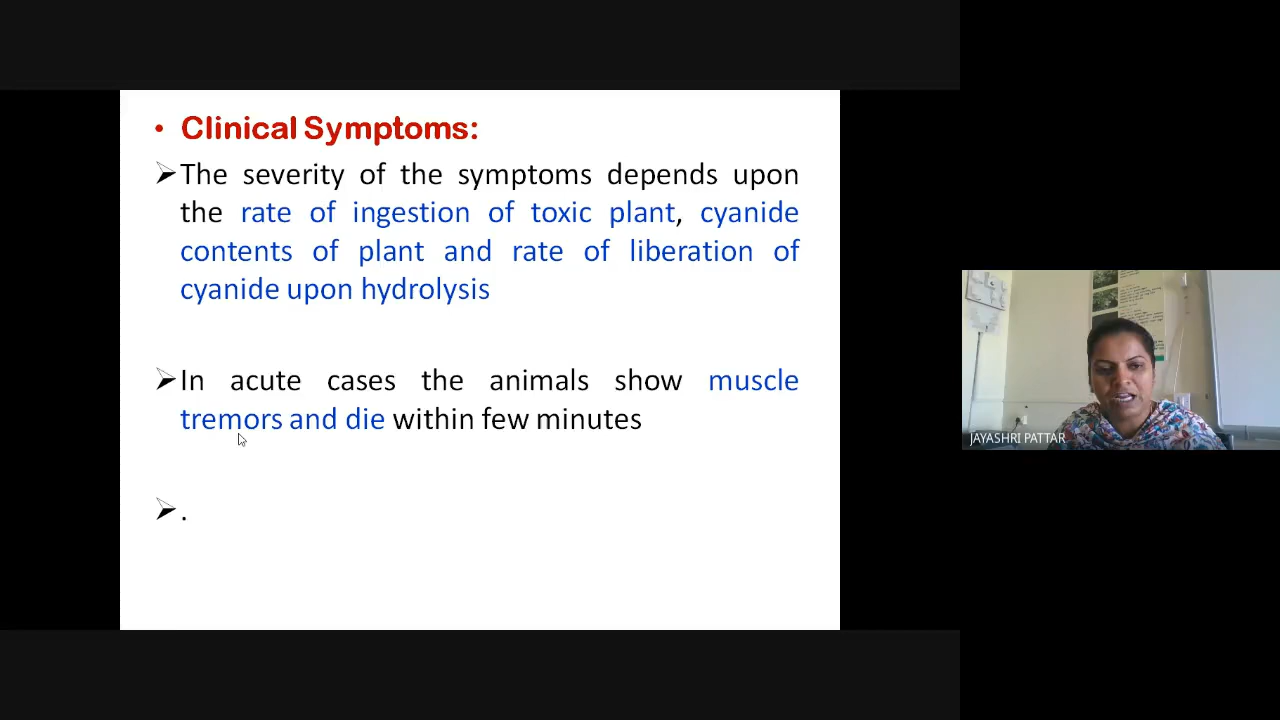 • Clinical Symptoms:
➢The severity of the symptoms depends upon
the rate of ingestion of toxic plant, cyanide
contents of plant and rate of liberation of
cyanide upon hydrolysis
➢In acute cases the animals show muscle
tremors and die within few minutes
➢.
JAYASHRI PATTAR